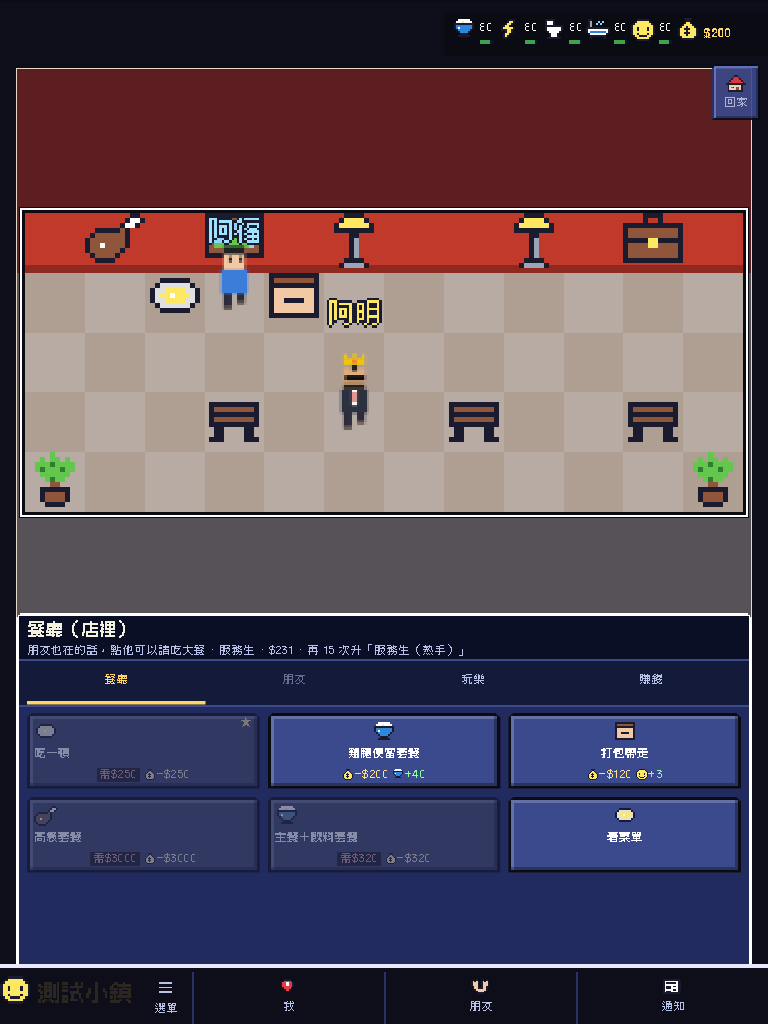 80 80 80 80 80 $200
回家
阿福
阿明
餐廳（店裡）
朋友也在的話，點他可以請吃大餐 · 服務生 · $231 · 再 15 次升「服務生（熟手）」
餐廳 朋友 玩樂 賺錢
吃一頓 ★
需$250 -$250
雞腿便當套餐
-$200 +40
打包帶走
-$120 +3
高級套餐
需$3000 -$3000
主餐＋飲料套餐
需$320 -$320
看菜單
測試小鎮
選單 我 朋友 通知